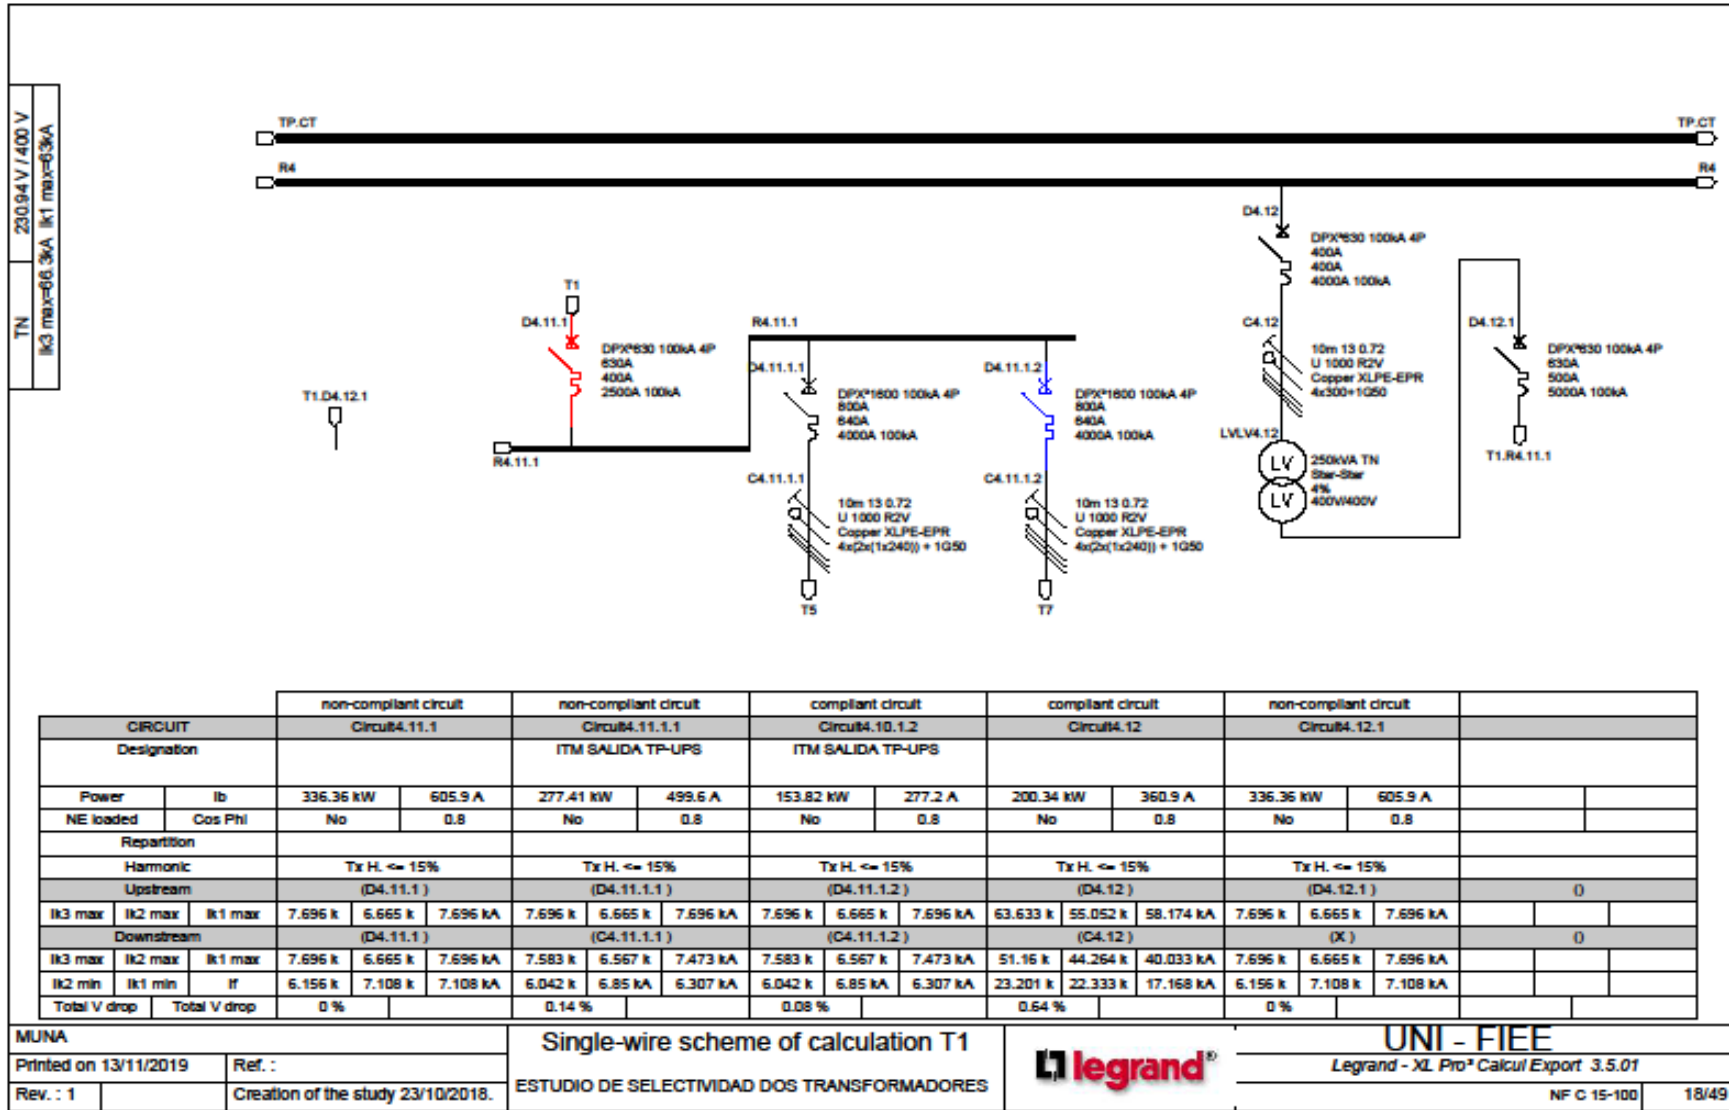 TN 230.94 V / 400 V
Ik3 max=66.3kA Ik1 max=63kA
TP.CT TP.CT
R4 R4
D4.12
DPX³630 100kA 4P
400A
400A
4000A 100kA
T1
D4.11.1
DPX³630 100kA 4P
630A
400A
2500A 100kA
T1.D4.12.1
R4.11.1
R4.11.1
D4.11.1.1
DPX³1600 100kA 4P
800A
640A
4000A 100kA
C4.11.1.1
10m 13 0.72
U 1000 R2V
Copper XLPE-EPR
4x(2x(1x240)) + 1G50
T5
D4.11.1.2
DPX³1600 100kA 4P
800A
640A
4000A 100kA
C4.11.1.2
10m 13 0.72
U 1000 R2V
Copper XLPE-EPR
4x(2x(1x240)) + 1G50
T7
C4.12
10m 13 0.72
U 1000 R2V
Copper XLPE-EPR
4x300+1G50
LVLV4.12
LV
LV
250kVA TN
Star-Star
4%
400V/400V
D4.12.1
DPX³630 100kA 4P
630A
500A
5000A 100kA
T1.R4.11.1
non-compliant circuit non-compliant circuit compliant circuit compliant circuit non-compliant circuit
CIRCUIT Circuit4.11.1 Circuit4.11.1.1 Circuit4.10.1.2 Circuit4.12 Circuit4.12.1
Designation ITM SALIDA TP-UPS ITM SALIDA TP-UPS
Power Ib 336.36 kW 605.9 A 277.41 kW 499.6 A 153.82 kW 277.2 A 200.34 kW 360.9 A 336.36 kW 605.9 A
NE loaded Cos Phi No 0.8 No 0.8 No 0.8 No 0.8 No 0.8
Repartition
Harmonic Tx H. <= 15% Tx H. <= 15% Tx H. <= 15% Tx H. <= 15% Tx H. <= 15%
Upstream (D4.11.1 ) (D4.11.1.1 ) (D4.11.1.2 ) (D4.12 ) (D4.12.1 ) ()
Ik3 max Ik2 max Ik1 max 7.696 k 6.665 k 7.696 kA 7.696 k 6.665 k 7.696 kA 7.696 k 6.665 k 7.696 kA 63.633 k 55.052 k 58.174 kA 7.696 k 6.665 k 7.696 kA
Downstream (D4.11.1 ) (C4.11.1.1 ) (C4.11.1.2 ) (C4.12 ) (X ) ()
Ik3 max Ik2 max Ik1 max 7.696 k 6.665 k 7.696 kA 7.583 k 6.567 k 7.473 kA 7.583 k 6.567 k 7.473 kA 51.16 k 44.264 k 40.033 kA 7.696 k 6.665 k 7.696 kA
Ik2 min Ik1 min If 6.156 k 7.108 k 7.108 kA 6.042 k 6.85 kA 6.307 kA 6.042 k 6.85 kA 6.307 kA 23.201 k 22.333 k 17.168 kA 6.156 k 7.108 k 7.108 kA
Total V drop Total V drop 0 % 0.14 % 0.08 % 0.64 % 0 %
MUNA
Printed on 13/11/2019 Ref. :
Rev. : 1 Creation of the study 23/10/2018.
Single-wire scheme of calculation T1
ESTUDIO DE SELECTIVIDAD DOS TRANSFORMADORES
legrand®
UNI - FIEE
Legrand - XL Pro³ Calcul Export 3.5.01
NF C 15-100 18/49